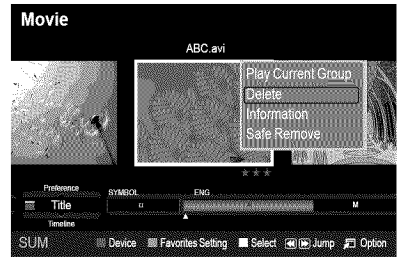 Movie
ABC.avi
Play Current Group
Delete
Information
Safe Remove
Preference
SYMBOL
ENG
Title
M
Timeline
SUM
Device
Favorites Setting
Select
Jump
Option